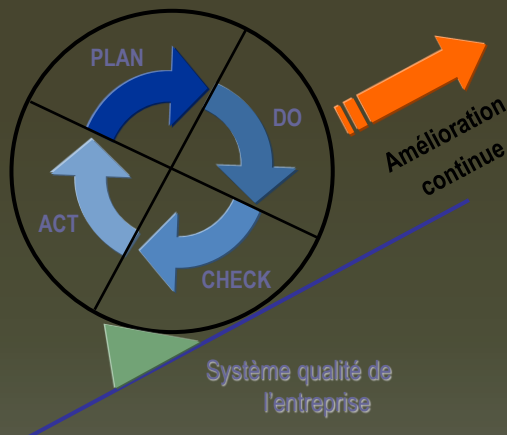 PLAN
DO
ACT
CHECK
Amélioration
continue
Système qualité de
l'entreprise